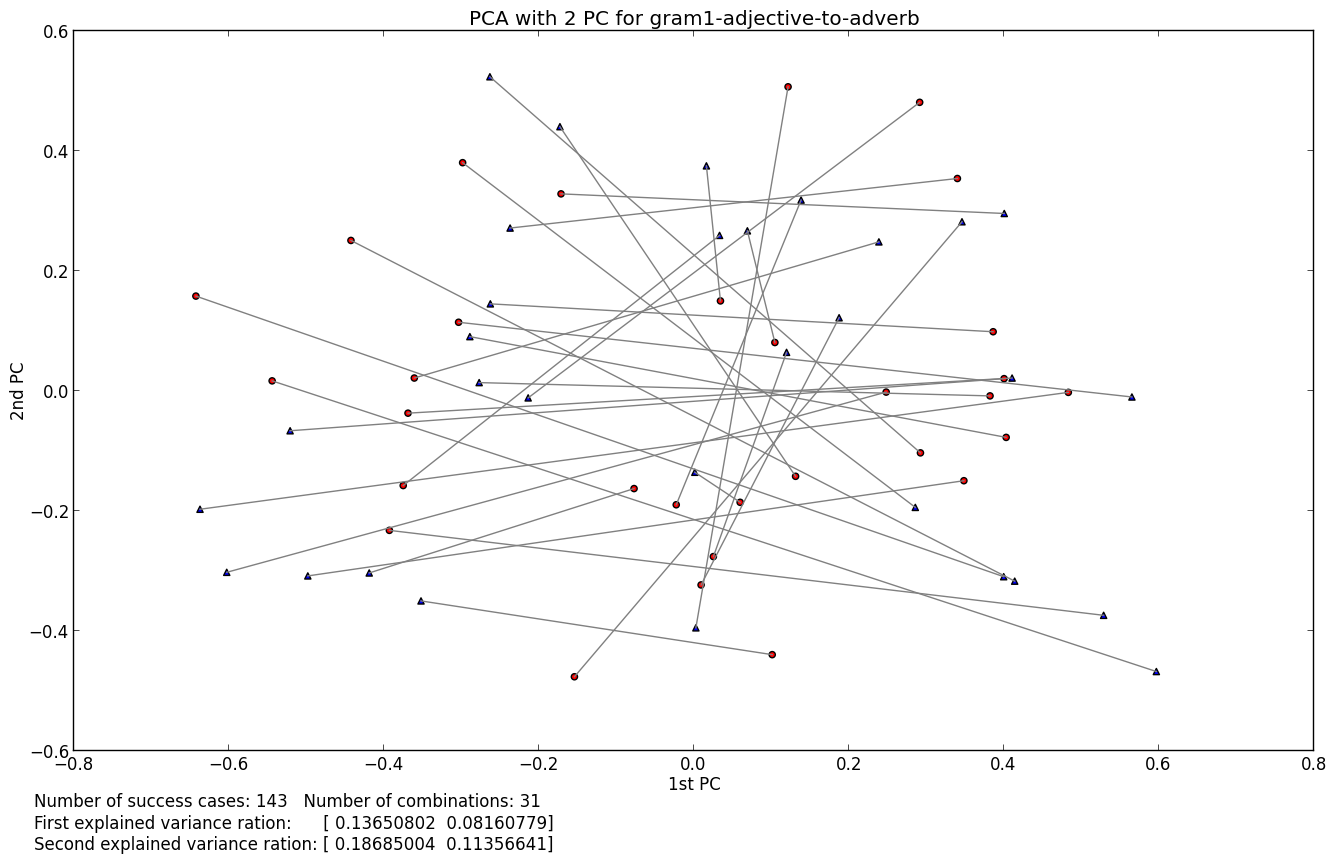 PCA with 2 PC for gram1-adjective-to-adverb
0.6
0.4
0.2
0.0
−0.2
−0.4
−0.6
2nd PC
−0.8
−0.6
−0.4
−0.2
0.0
0.2
0.4
0.6
0.8
1st PC
Number of success cases: 143   Number of combinations: 31
First explained variance ration:      [ 0.13650802  0.08160779]
Second explained variance ration: [ 0.18685004  0.11356641]